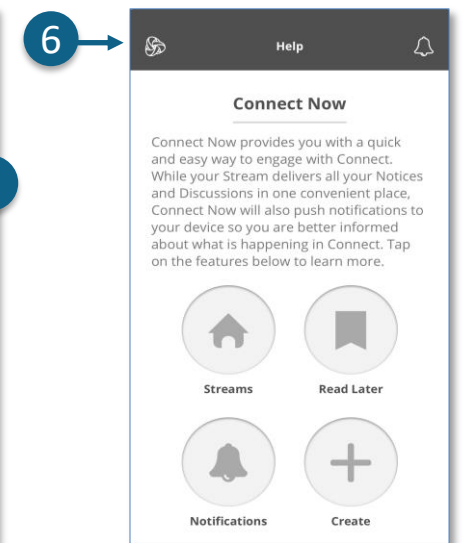 6
Help
Connect Now
Connect Now provides you with a quick
and easy way to engage with Connect.
While your Stream delivers all your Notices
and Discussions in one convenient place,
Connect Now will also push notifications to
your device so you are better informed
about what is happening in Connect. Tap
on the features below to learn more.
Streams
Read Later
Notifications
Create